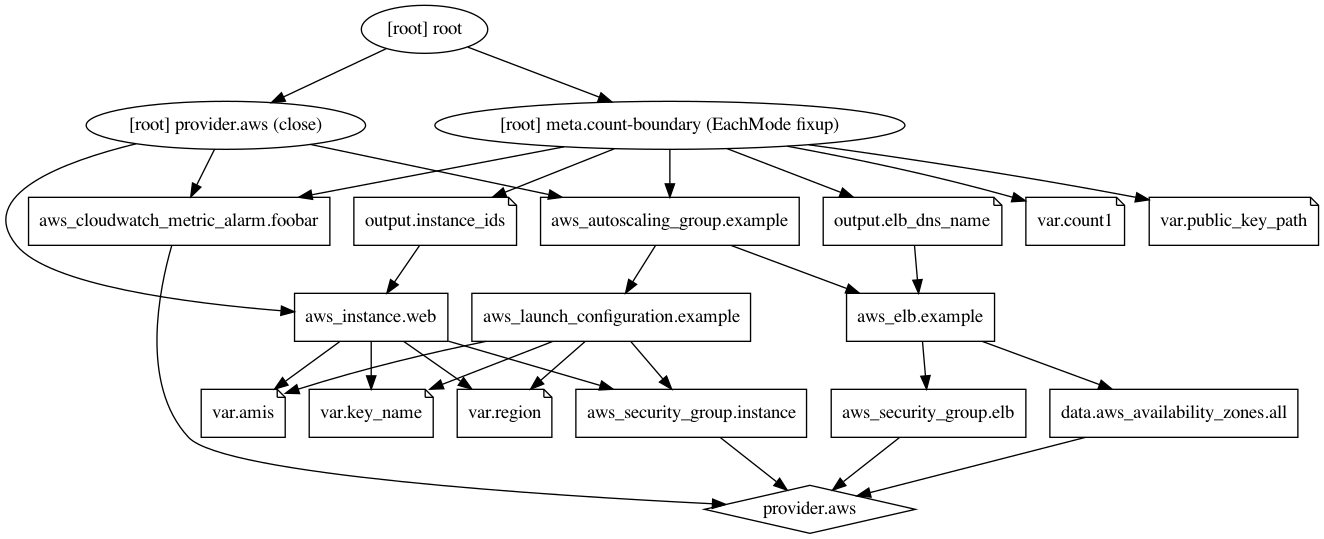 [root] root
[root] provider.aws (close)
[root] meta.count-boundary (EachMode fixup)
aws_cloudwatch_metric_alarm.foobar
output.instance_ids
aws_autoscaling_group.example
output.elb_dns_name
var.count1
var.public_key_path
aws_instance.web
aws_launch_configuration.example
aws_elb.example
var.amis
var.key_name
var.region
aws_security_group.instance
aws_security_group.elb
data.aws_availability_zones.all
provider.aws